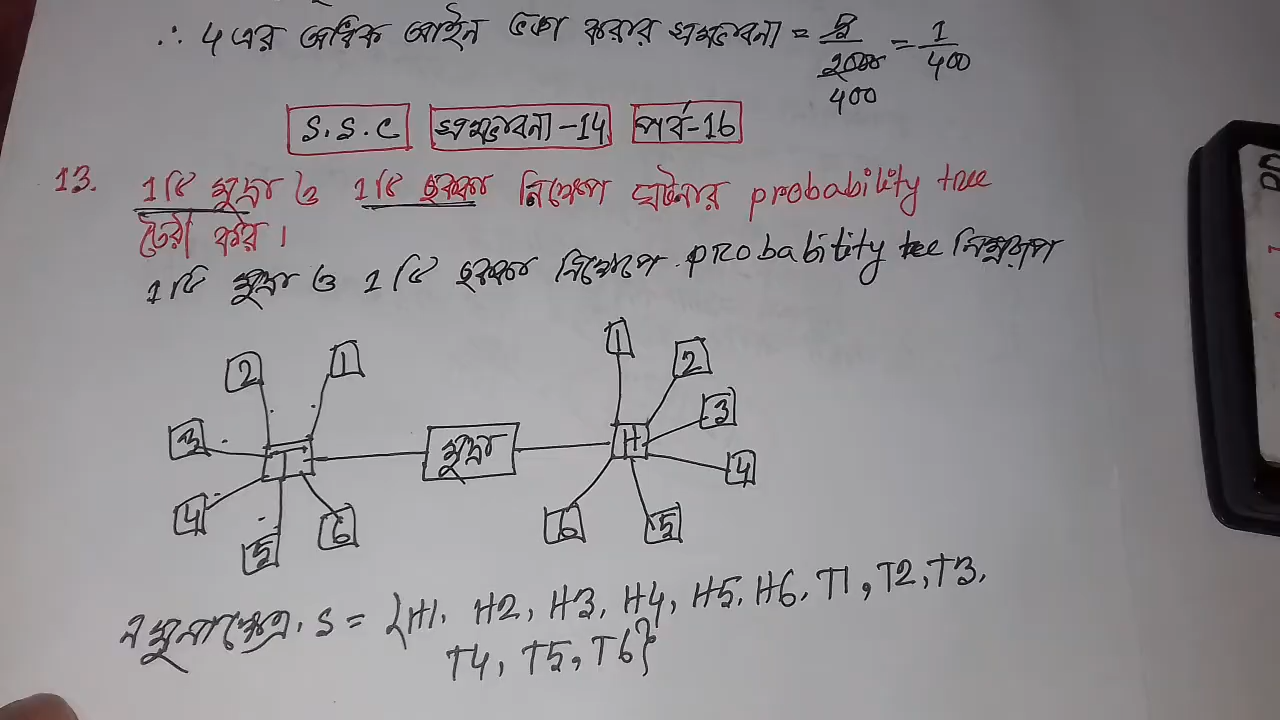 ∴ 4 এর অধিক আইন ভঙ্গ করার সম্ভাবনা = 5/2000 = 1/400
400
S.S.C সম্ভাবনা-14 পর্ব-16
13. 1টি মুদ্রা ও 1টি ছক্কা নিক্ষেপ ঘটনার probability tree
তৈরী কর।
1টি মুদ্রা ও 1টি ছক্কা নিক্ষেপে probability tree নিম্নরূপ
1 1
2 2
3 3
T মুদ্রা H
4 4
5 6 6 5
নমুনাক্ষেত্র, S = {H1, H2, H3, H4, H5, H6, T1, T2, T3,
T4, T5, T6}